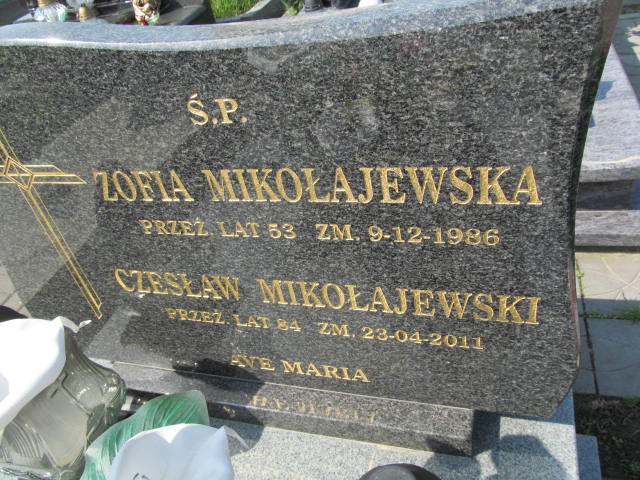 Ś.P.
ZOFIA MIKOŁAJEWSKA
PRZEŻ. LAT 53 ZM. 9-12-1986
CZESŁAW MIKOŁAJEWSKI
PRZEŻ. LAT 84 ZM. 23-04-2011
AVE MARIA